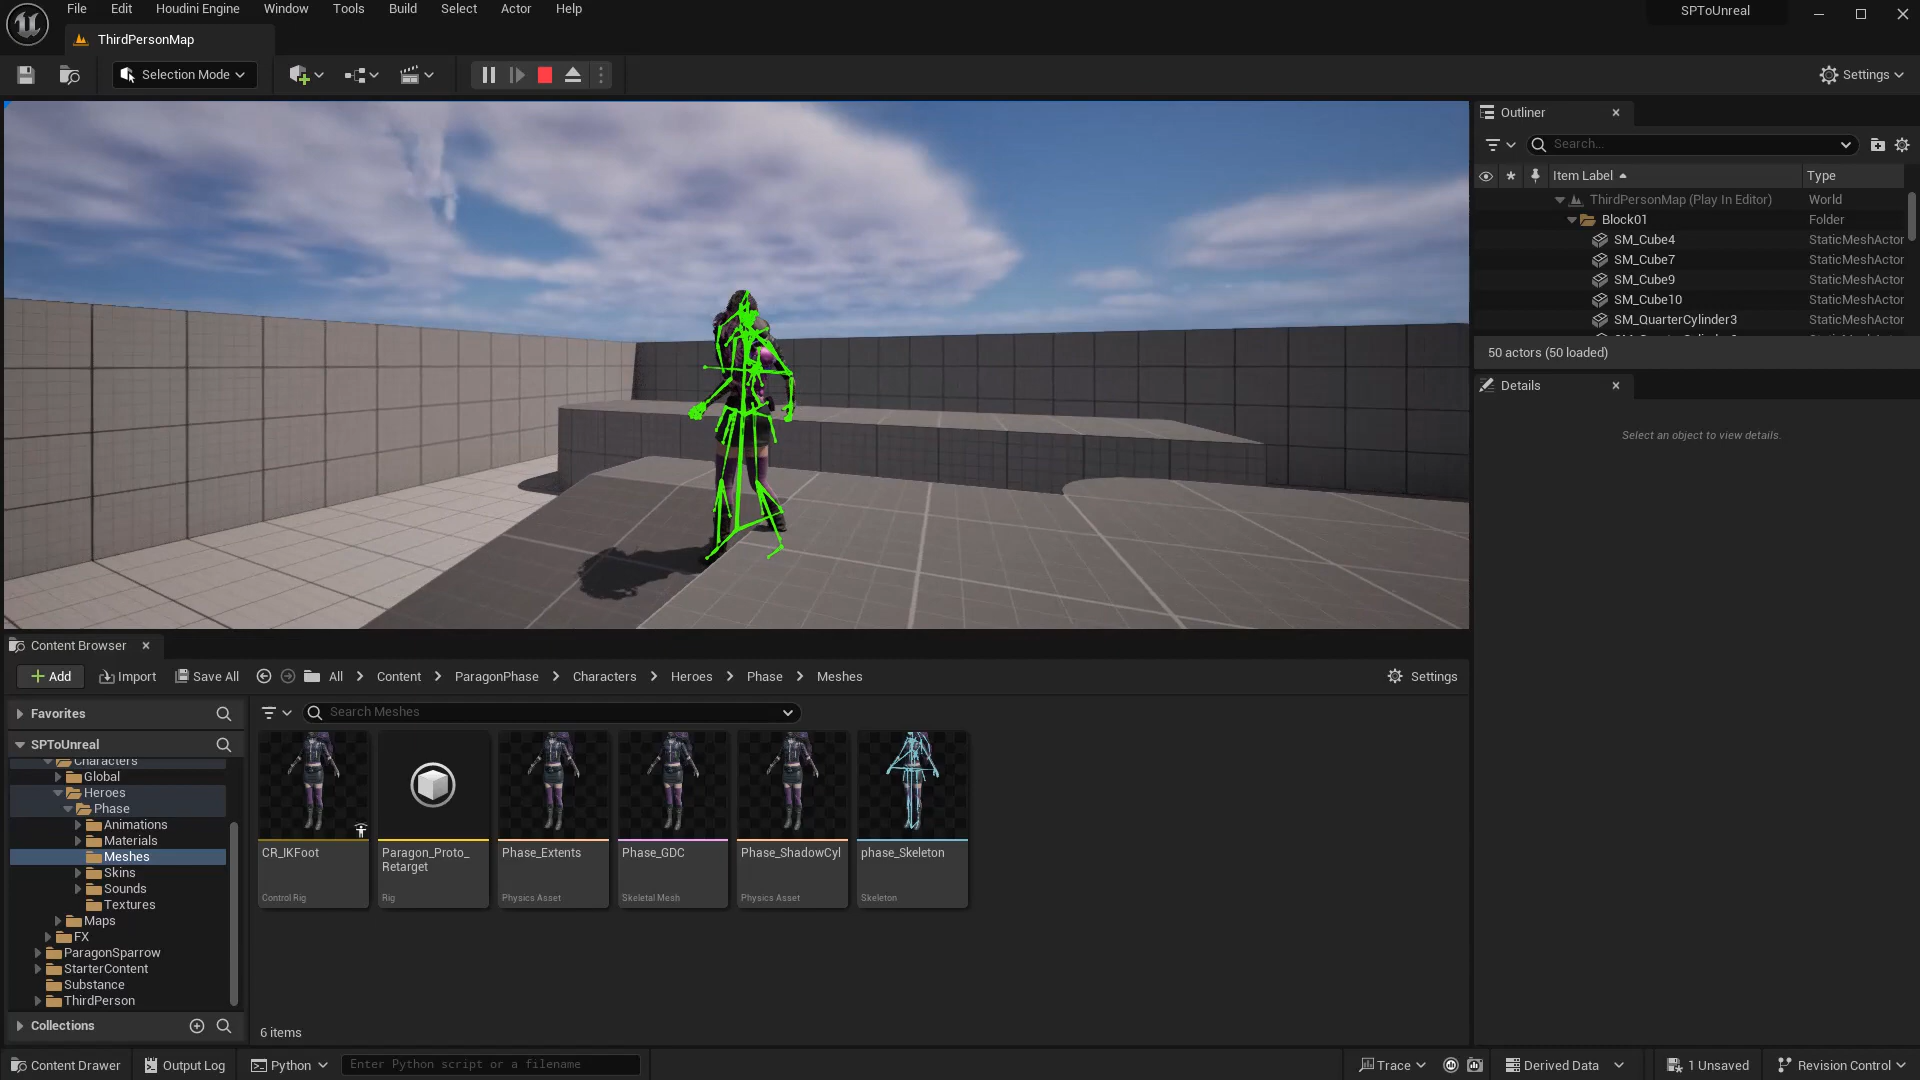 File Edit Houdini Engine Window Tools Build Select Actor Help
SPToUnreal
ThirdPersonMap
Selection Mode
Settings
Outliner
Search...
Item Label Type
ThirdPersonMap (Play In Editor) World
Block01 Folder
SM_Cube4 StaticMeshActor
SM_Cube7 StaticMeshActor
SM_Cube9 StaticMeshActor
SM_Cube10 StaticMeshActor
SM_QuarterCylinder3 StaticMeshActor
50 actors (50 loaded)
Details
Select an object to view details.
Content Browser
Add Import Save All All Content ParagonPhase Characters Heroes Phase Meshes Settings
Favorites
Search Meshes
SPToUnreal
Characters
Global
Heroes
Phase
Animations
Materials
Meshes
Skins
Sounds
Textures
Maps
FX
ParagonSparrow
StarterContent
Substance
ThirdPerson
Collections
CR_IKFoot
Control Rig
Paragon_Proto_
Retarget
Rig
Phase_Extents
Physics Asset
Phase_GDC
Skeletal Mesh
Phase_ShadowCyl
Physics Asset
phase_Skeleton
Skeleton
6 items
Content Drawer Output Log Python Enter Python script or a filename Trace Derived Data 1 Unsaved Revision Control